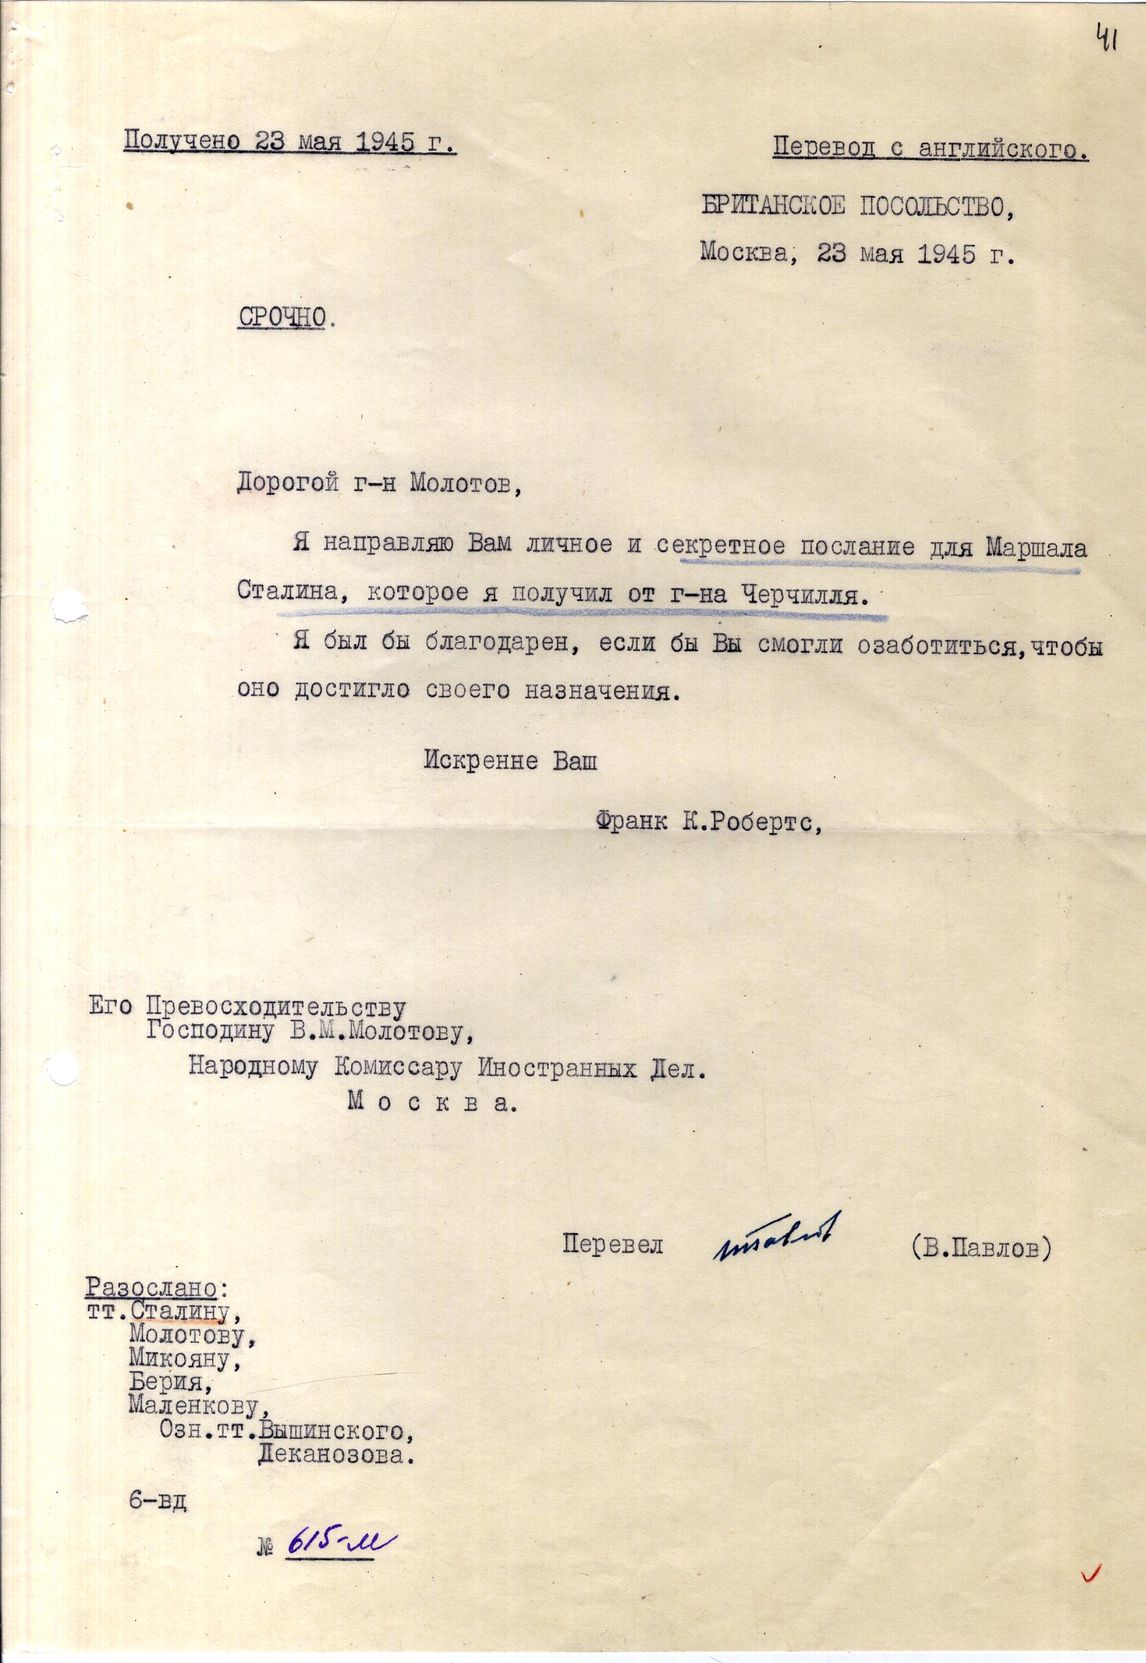 41
Получено 23 мая 1945 г.
Перевод с английского.
БРИТАНСКОЕ ПОСОЛЬСТВО,
Москва, 23 мая 1945 г.
СРОЧНО.
Дорогой г-н Молотов,
Я направляю Вам личное и секретное послание для Маршала
Сталина, которое я получил от г-на Черчилля.
Я был бы благодарен, если бы Вы смогли озаботиться,чтобы
оно достигло своего назначения.
Искренне Ваш
Франк К.Робертс,
Его Превосходительству
Господину В.М.Молотову,
Народному Комиссару Иностранных Дел.
М о с к в а.
Перевел Павлов (В.Павлов)
Разослано:
тт.Сталину,
Молотову,
Микояну,
Берия,
Маленкову,
Озн.тт.Вышинского,
Деканозова.
6-вд
№ 615-м